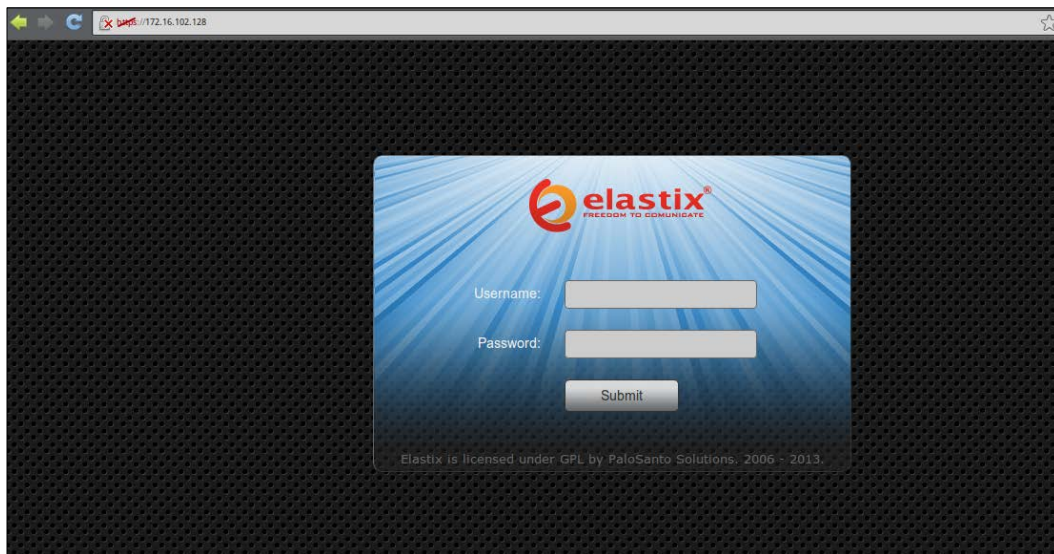 https://172.16.102.128
elastix®
FREEDOM TO COMUNICATE
Username:
Password:
Submit
Elastix is licensed under GPL by PaloSanto Solutions. 2006 - 2013.